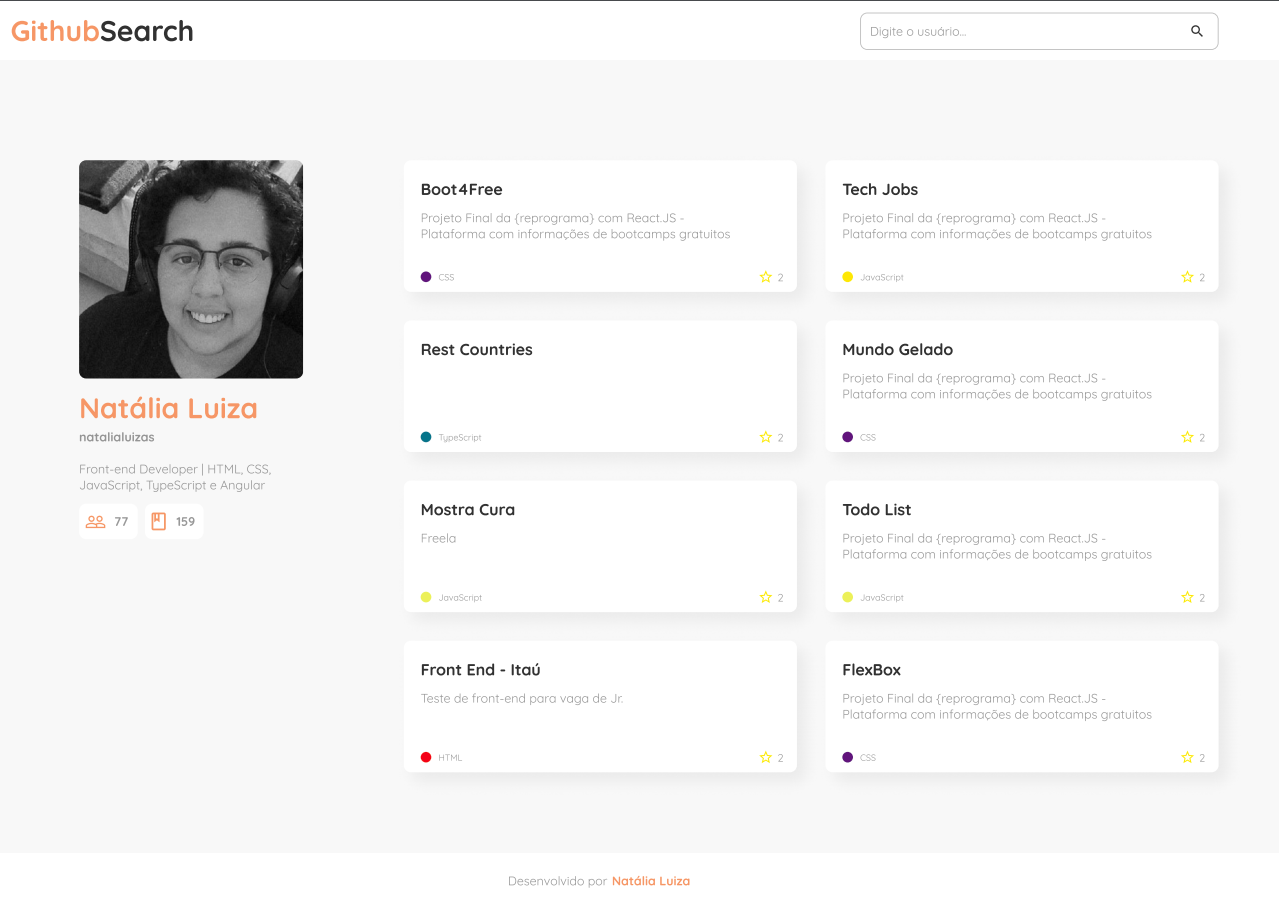 GithubSearch
Digite o usuário...
Natália Luiza
natalialuizas
Front-end Developer | HTML, CSS,
JavaScript, TypeScript e Angular
77
159
Boot4Free
Projeto Final da {reprograma} com React.JS -
Plataforma com informações de bootcamps gratuitos
CSS
2
Tech Jobs
Projeto Final da {reprograma} com React.JS -
Plataforma com informações de bootcamps gratuitos
JavaScript
2
Rest Countries
TypeScript
2
Mundo Gelado
Projeto Final da {reprograma} com React.JS -
Plataforma com informações de bootcamps gratuitos
CSS
2
Mostra Cura
Freela
JavaScript
2
Todo List
Projeto Final da {reprograma} com React.JS -
Plataforma com informações de bootcamps gratuitos
JavaScript
2
Front End - Itaú
Teste de front-end para vaga de Jr.
HTML
2
FlexBox
Projeto Final da {reprograma} com React.JS -
Plataforma com informações de bootcamps gratuitos
CSS
2
Desenvolvido por Natália Luiza